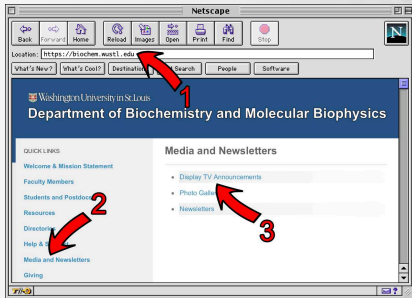 Netscape
Back Forward Home Reload Images Open Print Find Stop
N
Location: https://biochem.wustl.edu
What's New? What's Cool? Search People Software
Washington University in St. Louis
Department of Biochemistry and Molecular Biophysics
QUICK LINKS
Welcome & Mission Statement
Faculty Members
Students and
Resources
Help &
Media and Newsletters
Giving
Media and Newsletters
Display TV Announcements
Photo
Newsletters
1
2
3